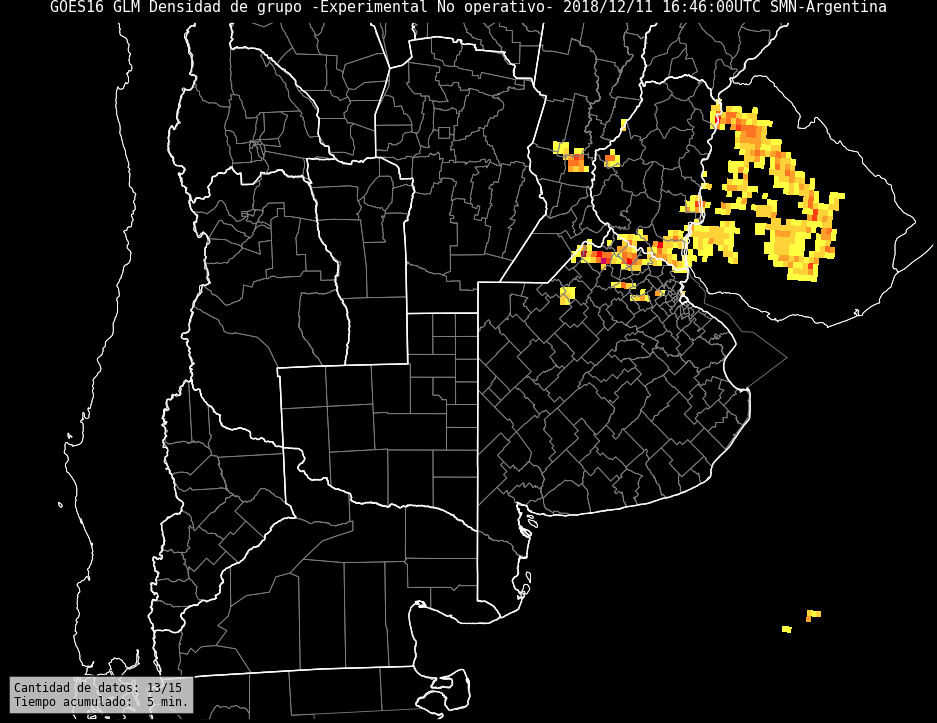 GOES16 GLM Densidad de grupo -Experimental No operativo- 2018/12/11 16:46:00UTC SMN-Argentina
Cantidad de datos: 13/15
Tiempo acumulado: 5 min.